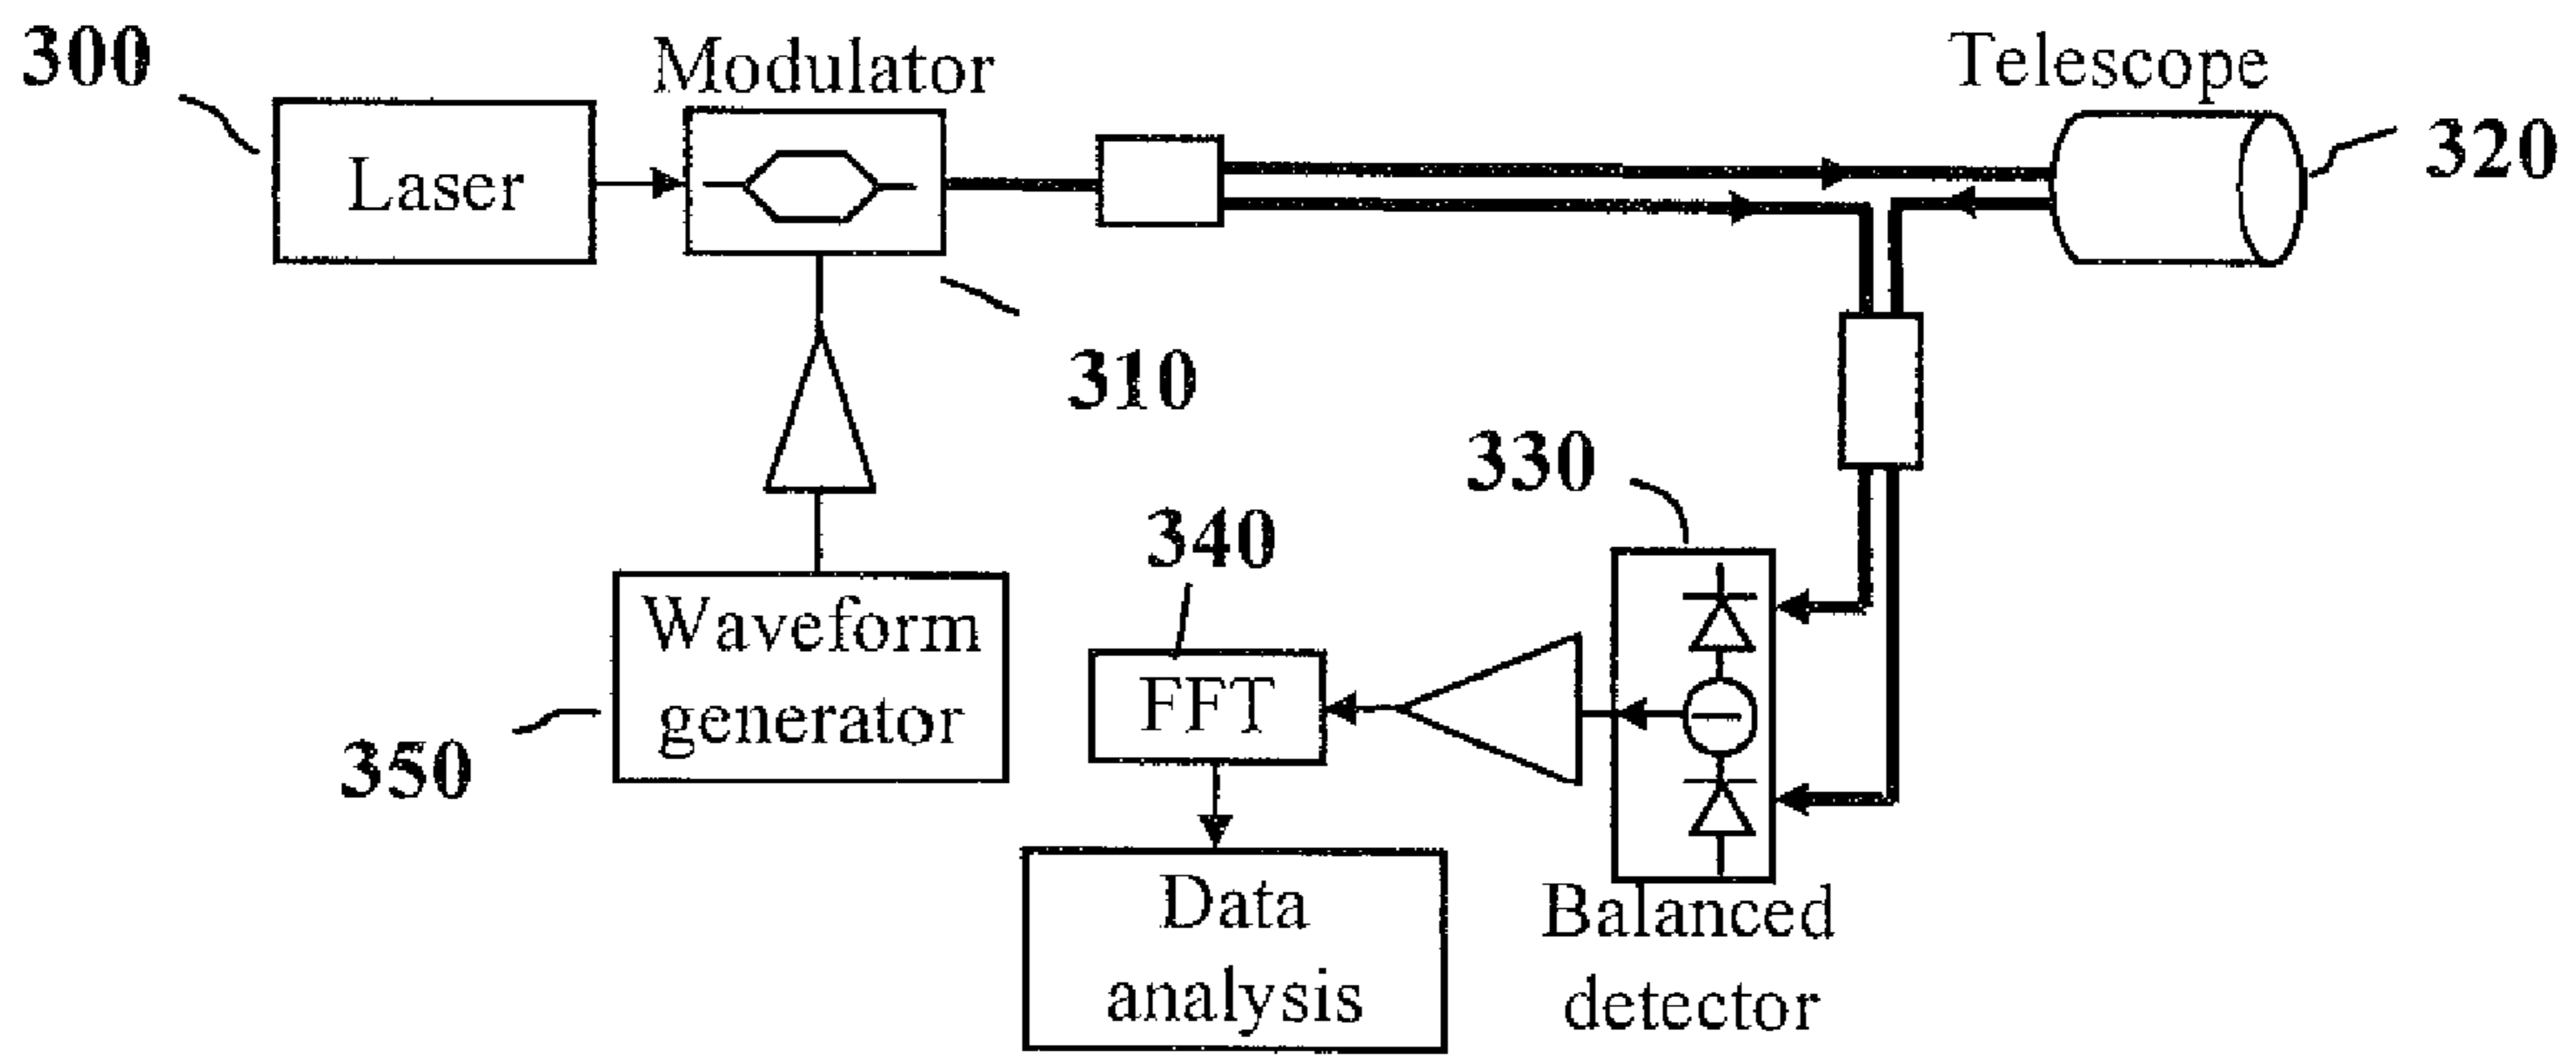 300
Modulator
Telescope
Laser
320
310
330
340
Waveform
generator
FFT
350
Data
analysis
Balanced
detector